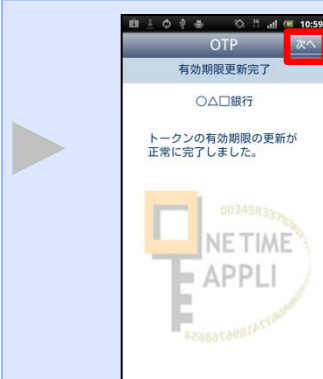 10:59
OTP
次へ
有効期限更新完了
○△□銀行
トークンの有効期限の更新が
正常に完了しました。
NE TIME
APPLI